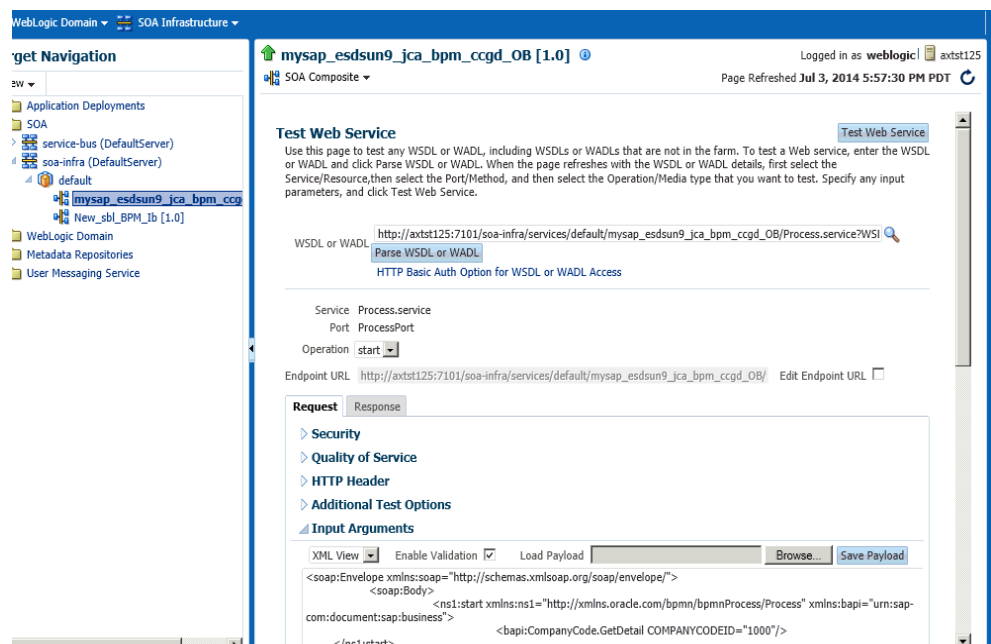 WebLogic Domain SOA Infrastructure
rget Navigation
ew
Application Deployments
SOA
service-bus (DefaultServer)
soa-infra (DefaultServer)
default
mysap_esdsun9_jca_bpm_ccg
New_sbl_BPM_Ib [1.0]
WebLogic Domain
Metadata Repositories
User Messaging Service
mysap_esdsun9_jca_bpm_ccgd_OB [1.0]
Logged in as weblogic axtst125
SOA Composite
Page Refreshed Jul 3, 2014 5:57:30 PM PDT
Test Web Service
Test Web Service
Use this page to test any WSDL or WADL, including WSDLs or WADLs that are not in the farm. To test a Web service, enter the WSDL
or WADL and click Parse WSDL or WADL. When the page refreshes with the WSDL or WADL details, first select the
Service/Resource,then select the Port/Method, and then select the Operation/Media type that you want to test. Specify any input
parameters, and click Test Web Service.
WSDL or WADL http://axtst125:7101/soa-infra/services/default/mysap_esdsun9_jca_bpm_ccgd_OB/Process.service?WSI
Parse WSDL or WADL
HTTP Basic Auth Option for WSDL or WADL Access
Service Process.service
Port ProcessPort
Operation start
Endpoint URL http://axtst125:7101/soa-infra/services/default/mysap_esdsun9_jca_bpm_ccgd_OB/ Edit Endpoint URL
Request Response
Security
Quality of Service
HTTP Header
Additional Test Options
Input Arguments
XML View Enable Validation Load Payload Browse... Save Payload
<soap:Envelope xmlns:soap="http://schemas.xmlsoap.org/soap/envelope/">
<soap:Body>
<ns1:start xmlns:ns1="http://xmlns.oracle.com/bpmn/bpmnProcess/Process" xmlns:bapi="urn:sap-
com:document:sap:business">
<bapi:CompanyCode.GetDetail COMPANYCODEID="1000"/>
</ns1:start>